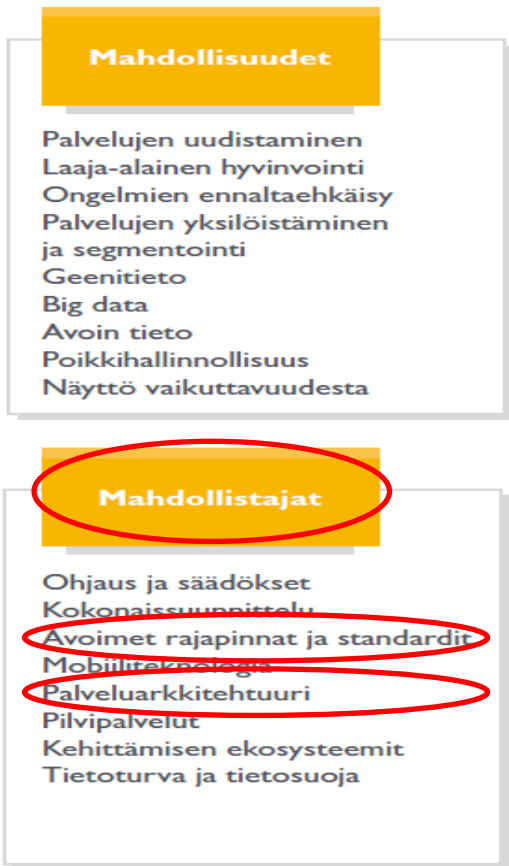 Mahdollisuudet
Palvelujen uudistaminen
Laaja-alainen hyvinvointi
Ongelmien ennaltaehkäisy
Palvelujen yksilöistäminen
ja segmentointi
Geenitieto
Big data
Avoin tieto
Poikkihallinnollisuus
Näyttö vaikuttavuudesta
Mahdollistajat
Ohjaus ja säädökset
Kokonaissuunnittelu
Avoimet rajapinnat ja standardit
Mobiiliteknologia
Palveluarkkitehtuuri
Pilvipalvelut
Kehittämisen ekosysteemit
Tietoturva ja tietosuoja